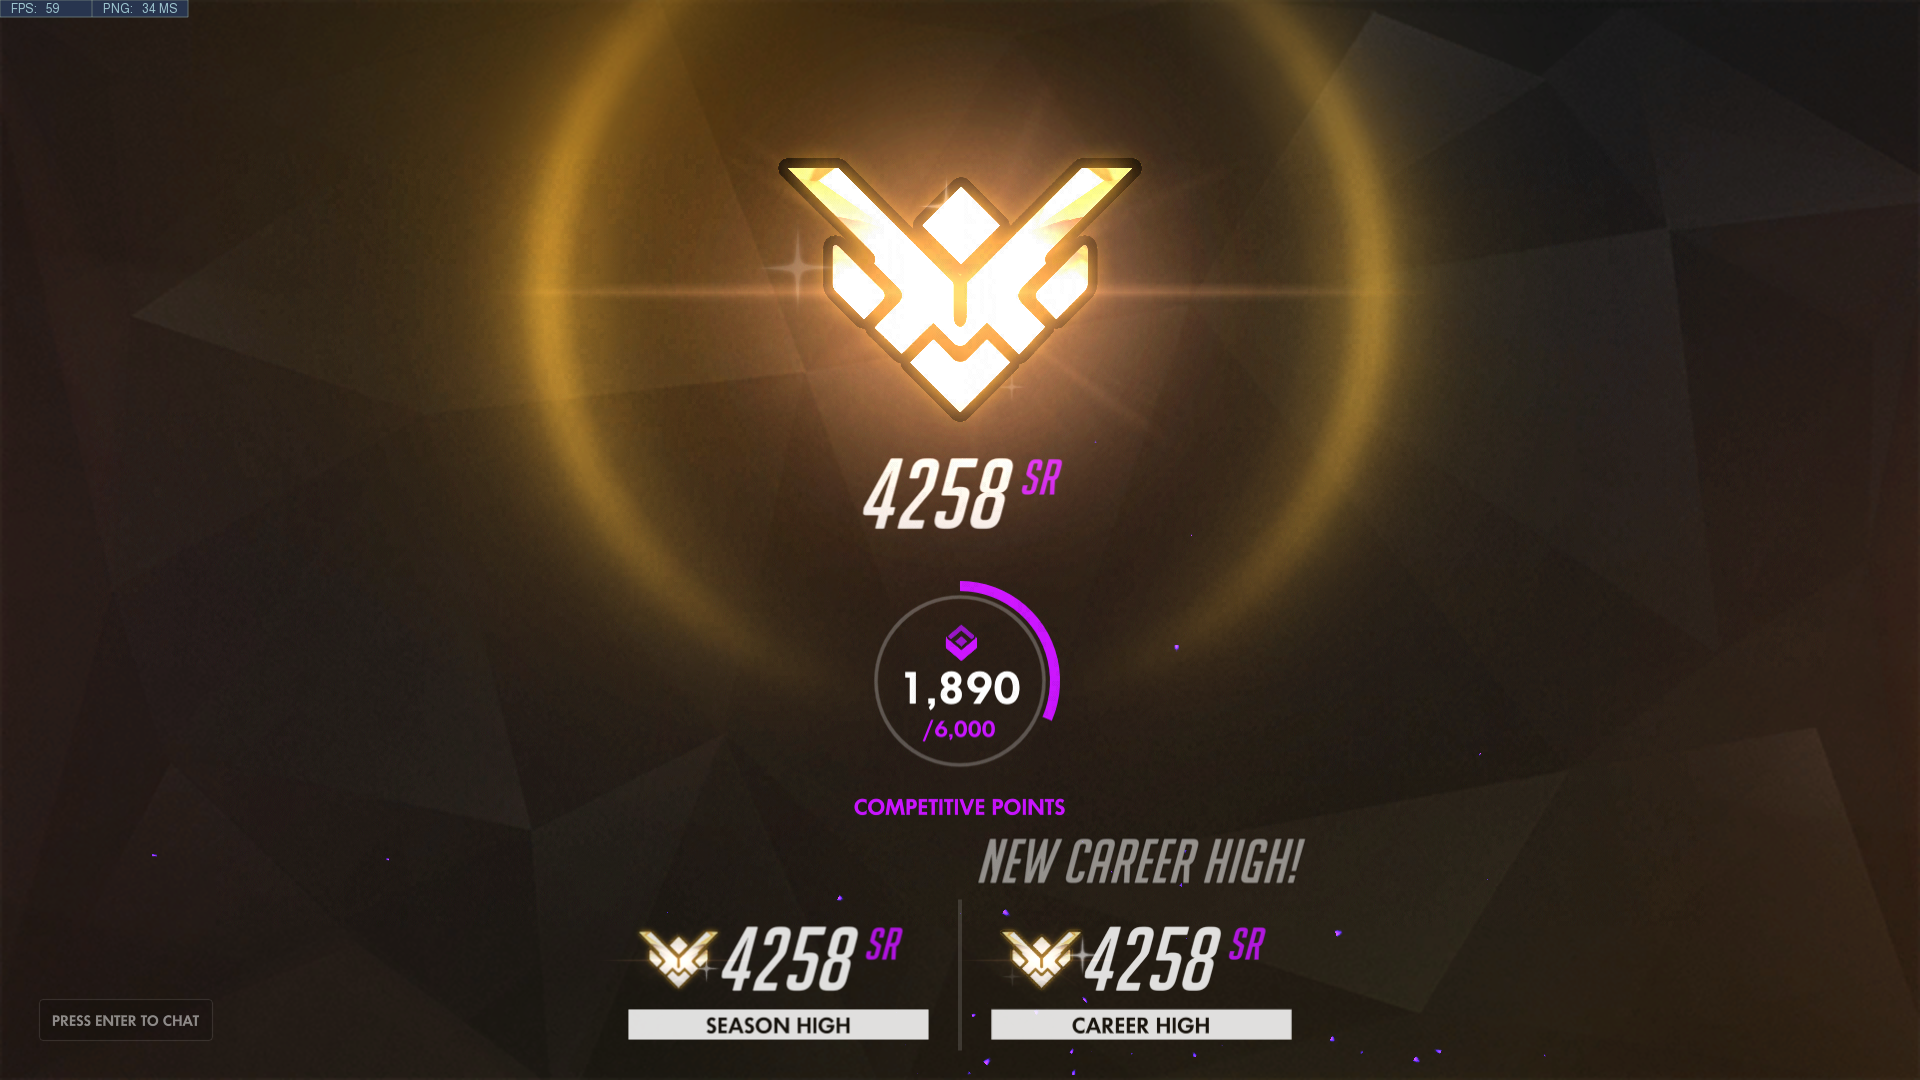 FPS: 59 PNG: 34 MS
4258 SR
1,890
/6,000
COMPETITIVE POINTS
NEW CAREER HIGH!
4258 SR
SEASON HIGH
4258 SR
CAREER HIGH
PRESS ENTER TO CHAT